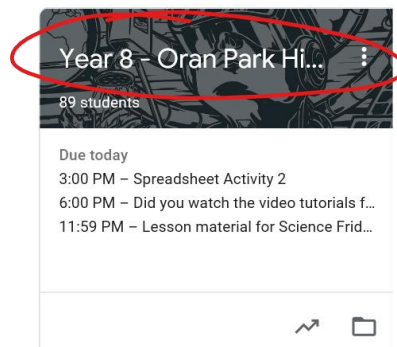 Year 8 - Oran Park Hi...
89 students
Due today
3:00 PM – Spreadsheet Activity 2
6:00 PM – Did you watch the video tutorials f...
11:59 PM – Lesson material for Science Frid...